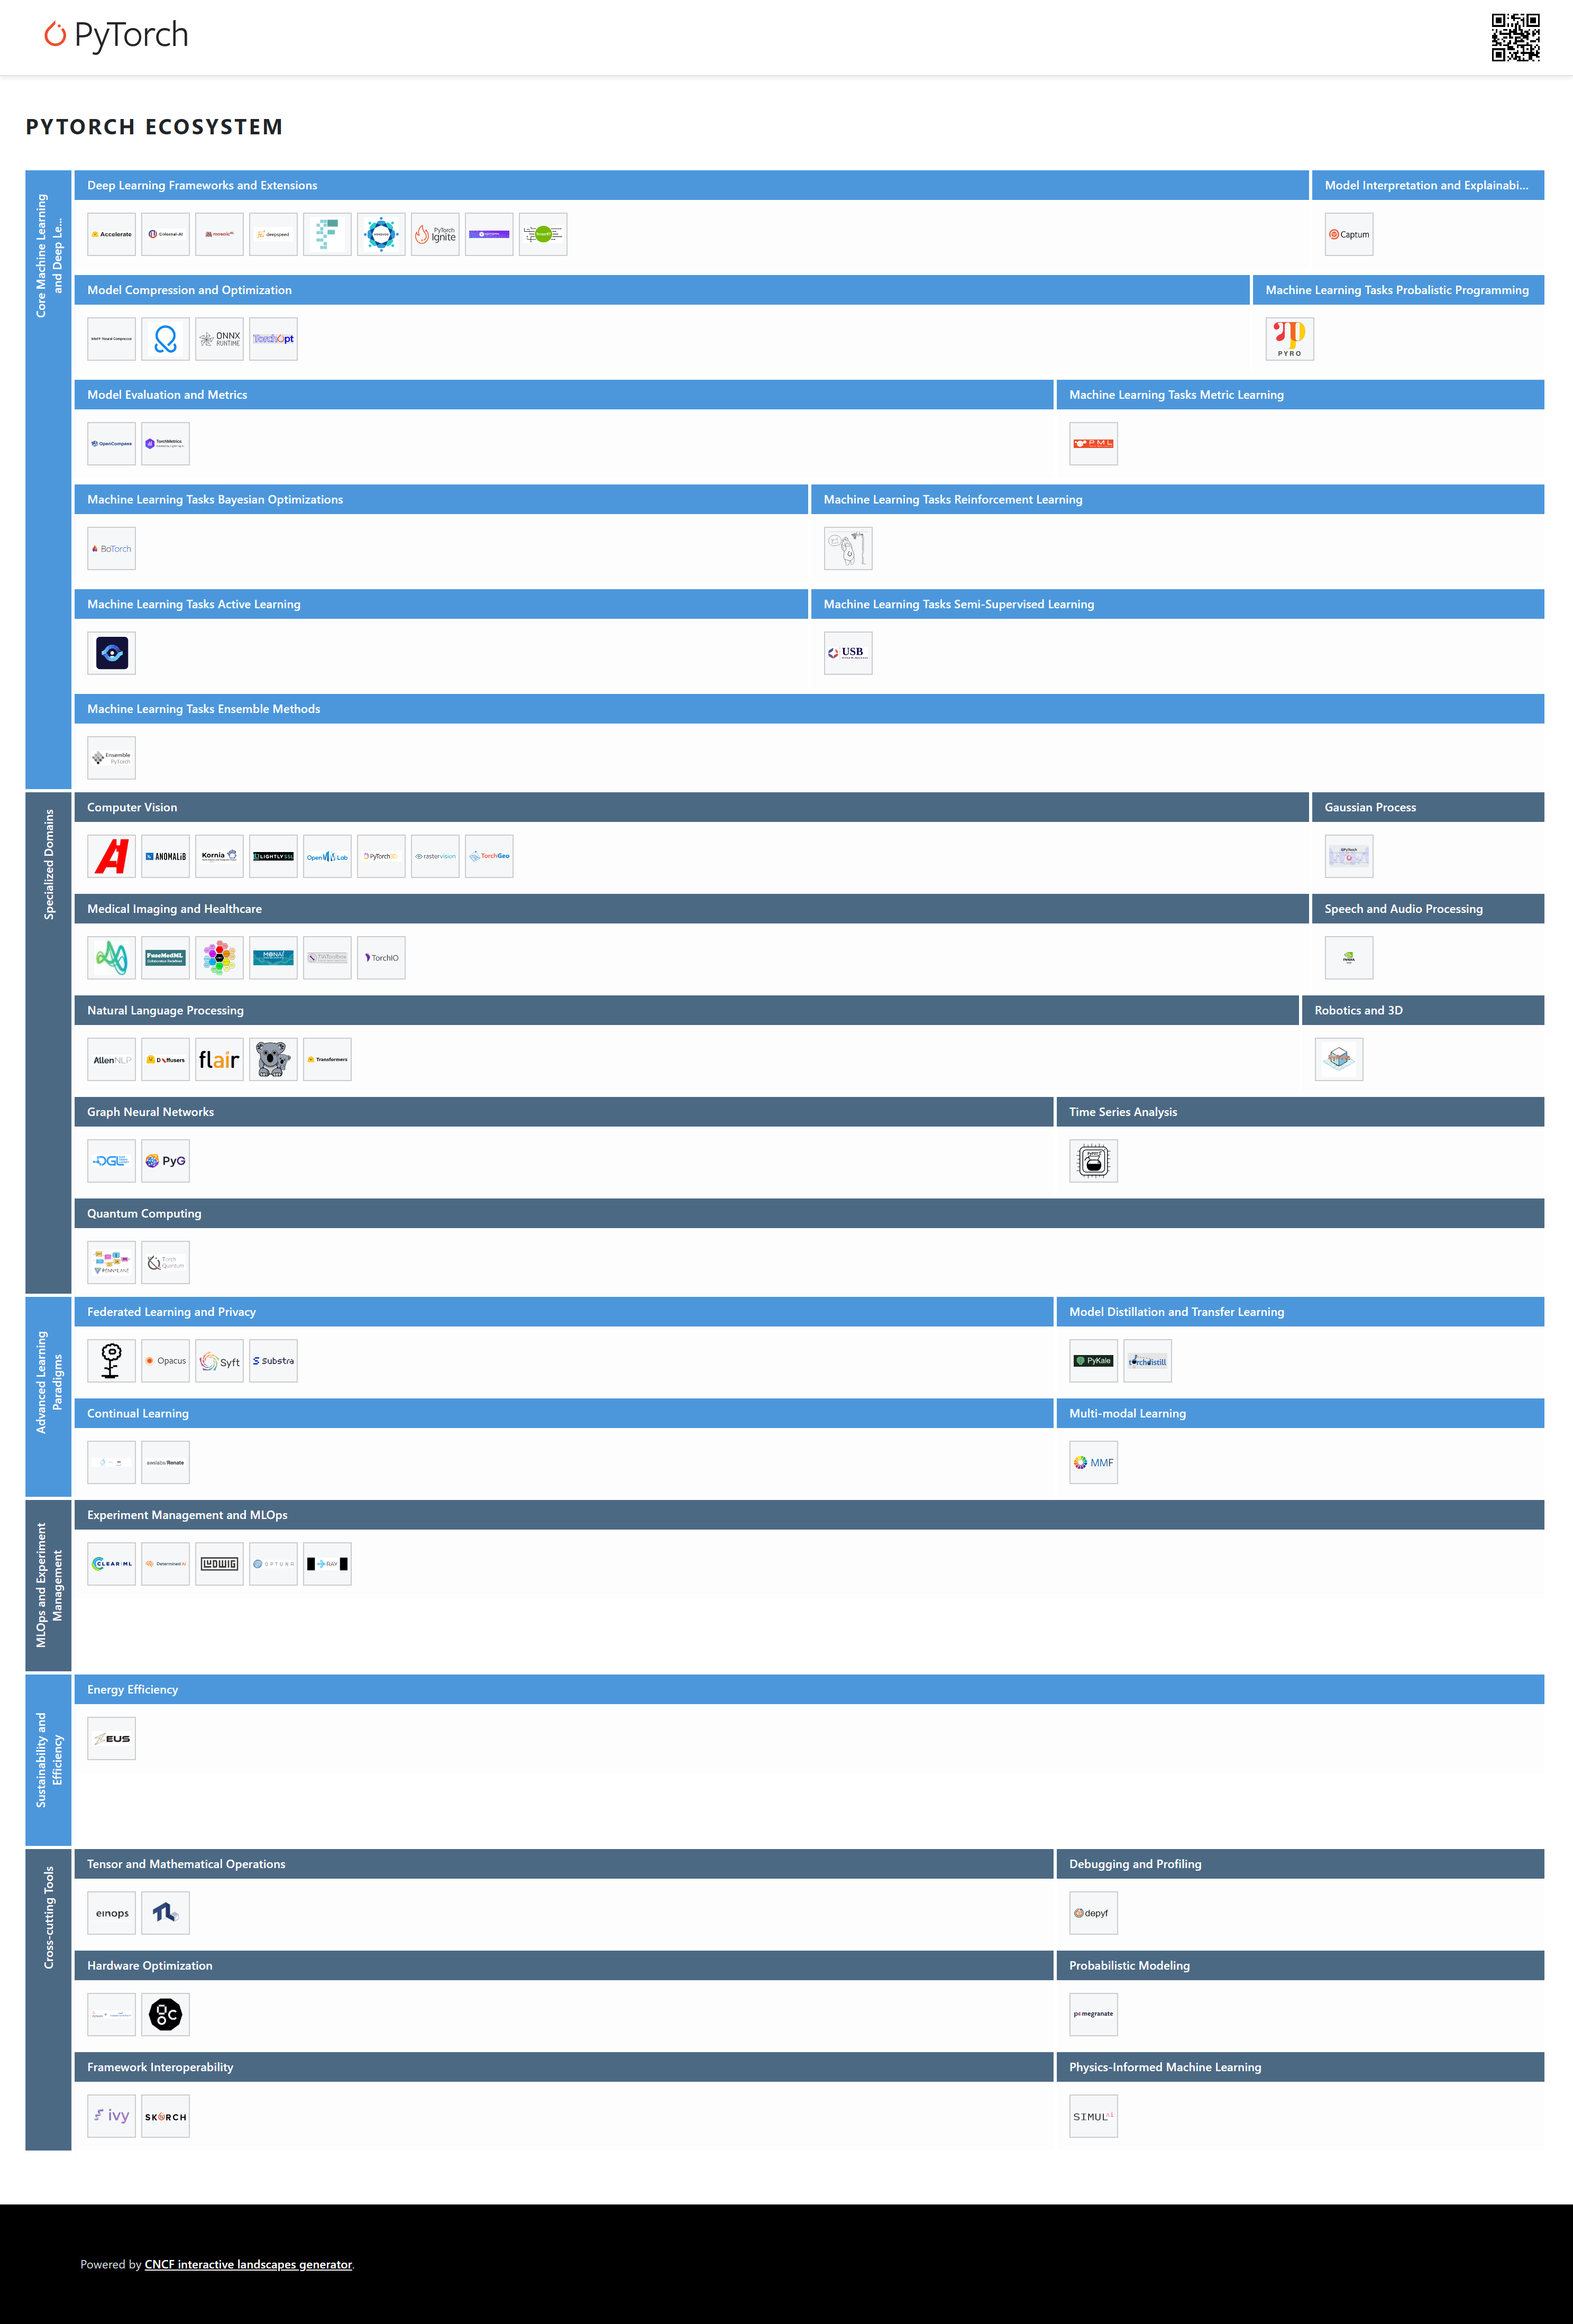 PyTorch
PYTORCH ECOSYSTEM
Core Machine Learning
and Deep Le...
Deep Learning Frameworks and Extensions
Model Interpretation and Explainabi...
Accelerate
Colossal-AI
mosaic
deepspeed
PyTorch
Ignite
Captum
Model Compression and Optimization
Machine Learning Tasks Probalistic Programming
ONNX
RUNTIME
TorchOpt
PYRO
Model Evaluation and Metrics
Machine Learning Tasks Metric Learning
OpenCompass
TorchMetrics
PML
Machine Learning Tasks Bayesian Optimizations
Machine Learning Tasks Reinforcement Learning
BoTorch
Machine Learning Tasks Active Learning
Machine Learning Tasks Semi-Supervised Learning
USB
Machine Learning Tasks Ensemble Methods
Ensemble
PyTorch
Specialized Domains
Computer Vision
Gaussian Process
ANOMALIB
Kornia
LIGHTLY SSL
OpenMMLab
PyTorch3D
rastervision
TorchGeo
GPyTorch
Medical Imaging and Healthcare
Speech and Audio Processing
FuseMedML
MONAI
TIAToolbox
TorchIO
NVIDIA
Natural Language Processing
Robotics and 3D
AllenNLP
Diffusers
flair
Transformers
Graph Neural Networks
Time Series Analysis
DGL
PyG
PyPOTS
Quantum Computing
PENNYLANE
Torch
Quantum
Advanced Learning
Paradigms
Federated Learning and Privacy
Model Distillation and Transfer Learning
Opacus
Syft
Substra
PyKale
torchdistill
Continual Learning
Multi-modal Learning
awslabs/Renate
MMF
MLOps and Experiment
Management
Experiment Management and MLOps
CLEAR|ML
Determined AI
LUDWIG
OPTUNA
RAY
Sustainability and
Efficiency
Energy Efficiency
ZEUS
Cross-cutting Tools
Tensor and Mathematical Operations
Debugging and Profiling
einops
depyf
Hardware Optimization
Probabilistic Modeling
pomegranate
Framework Interoperability
Physics-Informed Machine Learning
ivy
SKORCH
SIMULAI
Powered by CNCF interactive landscapes generator.